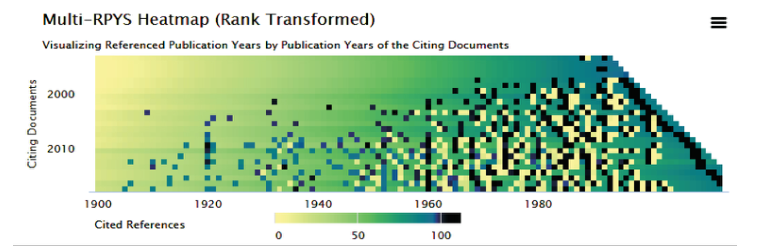 Multi-RPYS Heatmap (Rank Transformed)
Visualizing Referenced Publication Years by Publication Years of the Citing Documents
Citing Documents
2000
2010
1900 1920 1940 1960 1980
Cited References
0 50 100